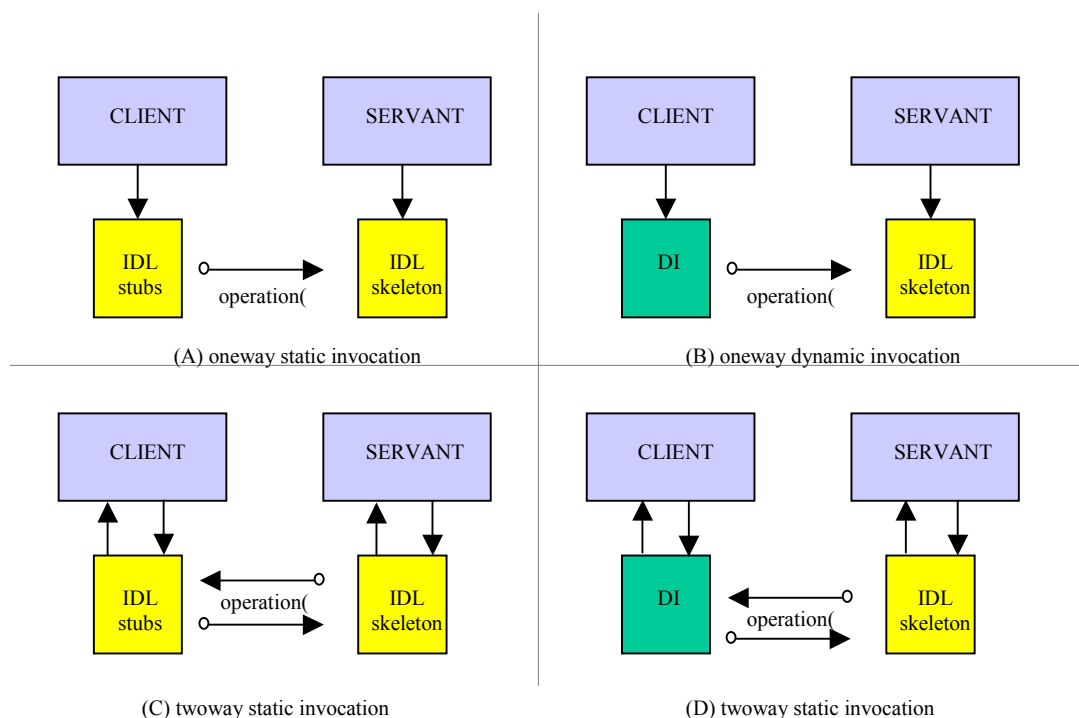 CLIENT
SERVANT
IDL
stubs
operation(
IDL
skeleton
(A) oneway static invocation
CLIENT
SERVANT
DI
operation(
IDL
skeleton
(B) oneway dynamic invocation
CLIENT
SERVANT
IDL
stubs
operation(
IDL
skeleton
(C) twoway static invocation
CLIENT
SERVANT
DI
operation(
IDL
skeleton
(D) twoway static invocation